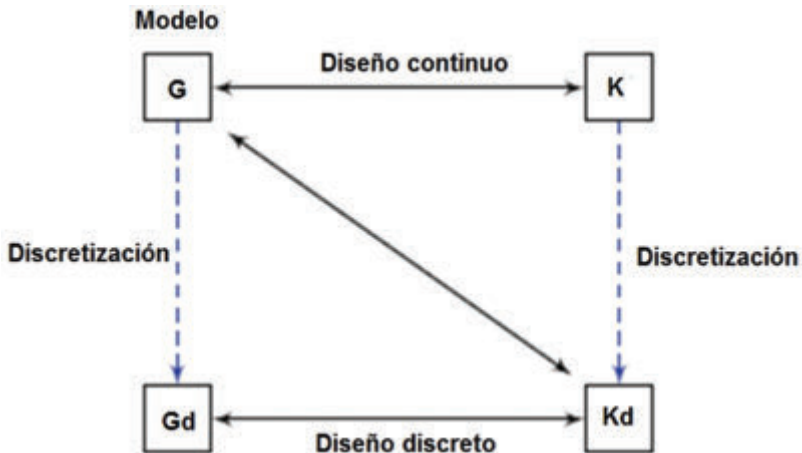 Modelo
Diseño continuo
G
K
Discretización
Discretización
Gd
Kd
Diseño discreto